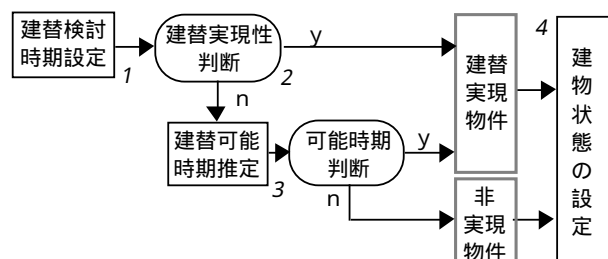 建替検討
時期設定
1
建替実現性
判断
2
y
n
建替可能
時期推定
3
可能時期
判断
y
n
建替
実現
物件
非
実現
物件
4
建物状態の設定